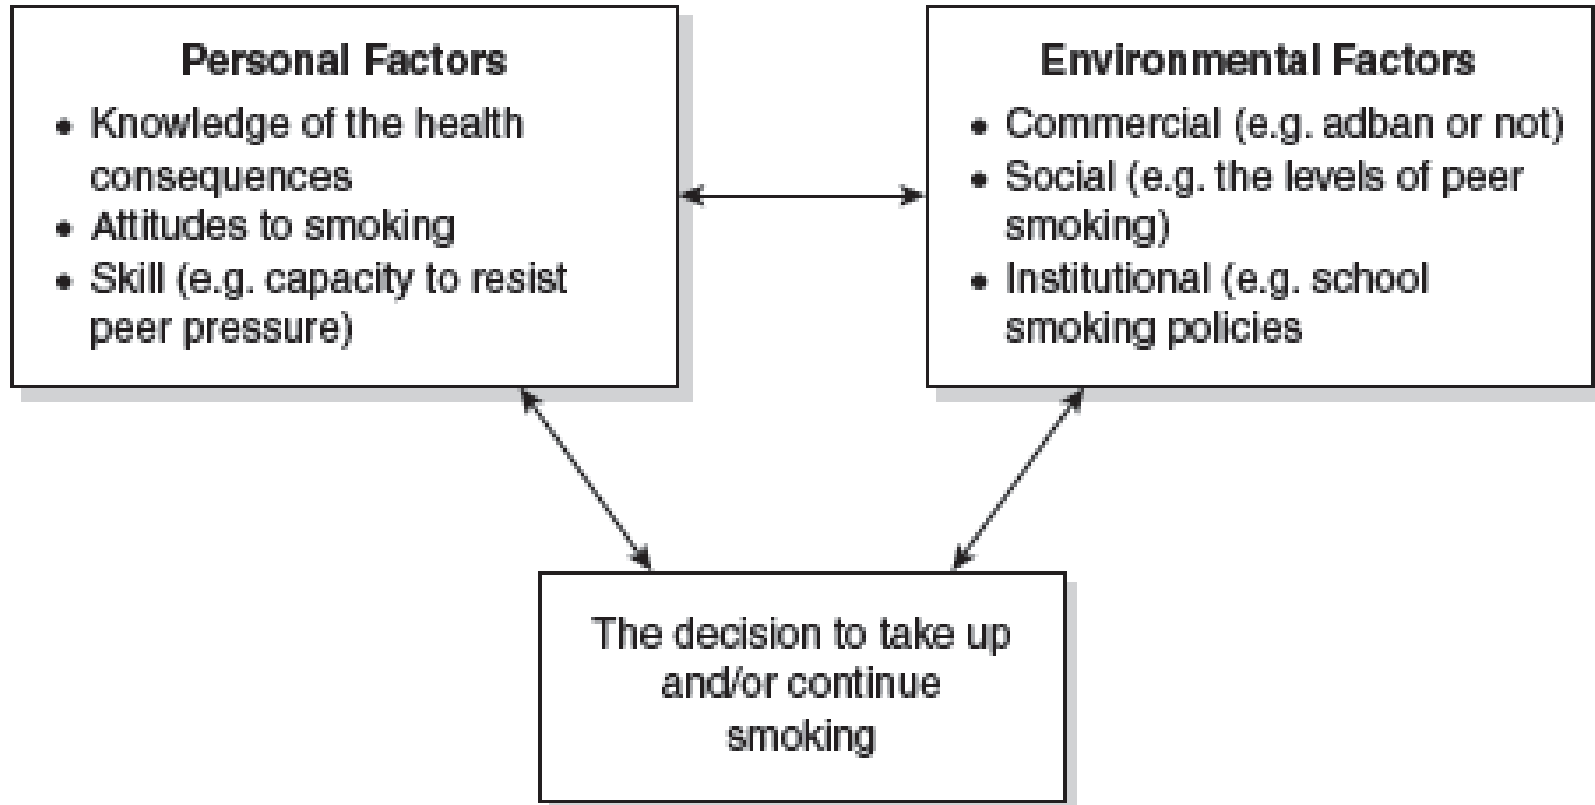 Personal Factors
• Knowledge of the health
consequences
• Attitudes to smoking
• Skill (e.g. capacity to resist
peer pressure)
Environmental Factors
• Commercial (e.g. adban or not)
• Social (e.g. the levels of peer
smoking)
• Institutional (e.g. school
smoking policies
The decision to take up
and/or continue
smoking